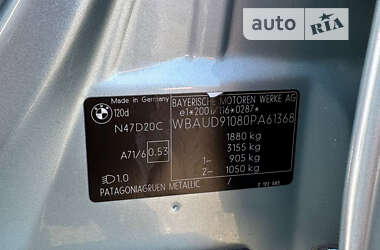 auto RIA
Made in Germany
BAYERISCHE MOTOREN WERKE AG
120d
e1*2001/116*0287*
N47D20C
WBAUD91080PA61368
1880 kg
A71/6 0.53
3155 kg
1- 905 kg
2- 1050 kg
1.0
PATAGONIAGRUEN METALLIC /